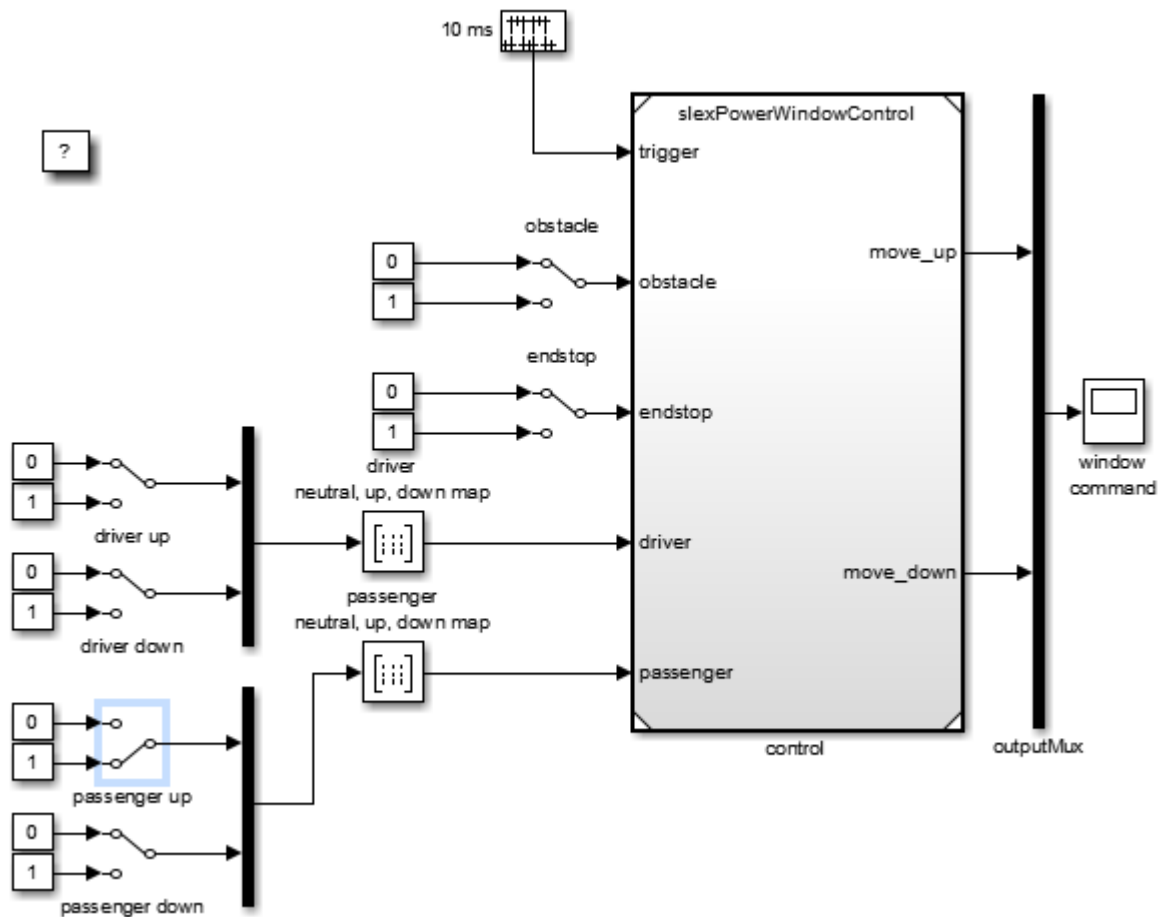 10 ms
slexPowerWindowControl
?
trigger
obstacle
0
1
obstacle
move_up
endstop
0
1
endstop
window
command
driver
neutral, up, down map
0
1
driver up
driver
move_down
0
1
driver down
passenger
neutral, up, down map
passenger
0
1
passenger up
control
outputMux
0
1
passenger down